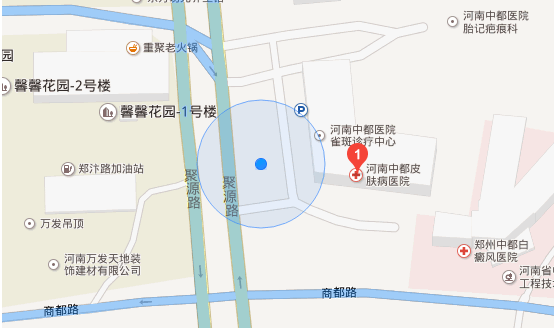 河南中都医院
胎记疤痕科
重聚老火锅
园
馨馨花园-2号楼
馨馨花园-1号楼
P
河南中都医院
雀斑诊疗中心
1
郑汴路加油站
河南中都皮
肤病医院
聚源路
聚源路
万发吊顶
郑州中都白
癜风医院
河南万发天地装
饰建材有限公司
河南省
工程技
商都路
商都路